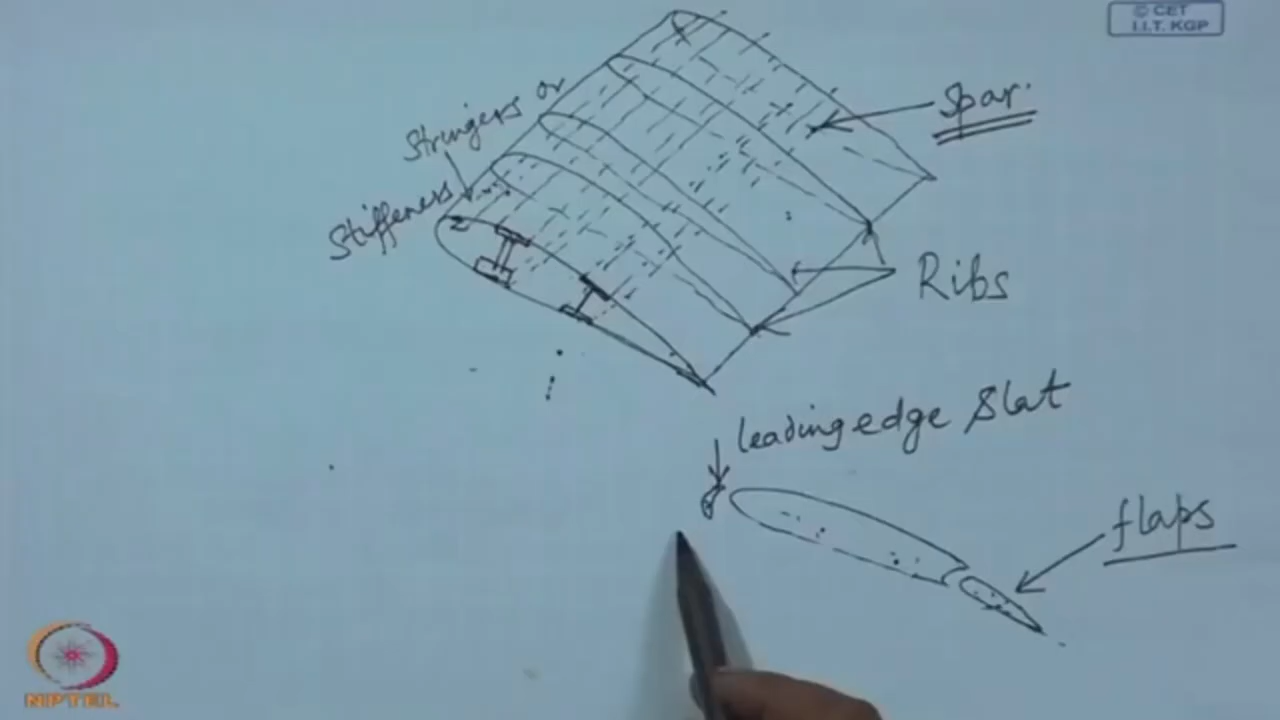 © CET
I.I.T. KGP
Stringers or
Stiffeners
Spar.
Ribs
leading edge Slat
flaps
NPTEL